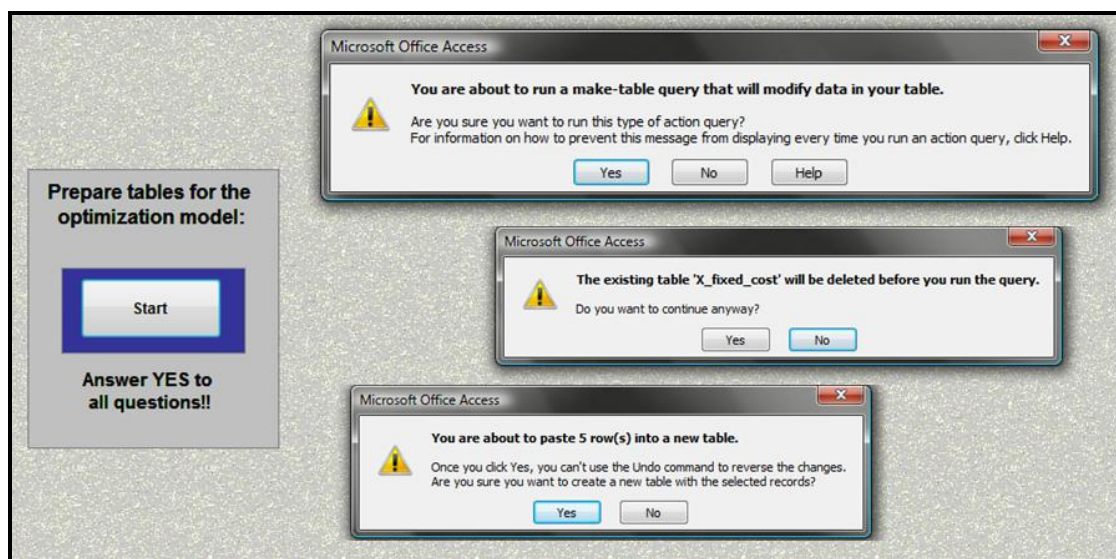 Prepare tables for the
optimization model:
Start
Answer YES to
all questions!!
Microsoft Office Access
You are about to run a make-table query that will modify data in your table.
Are you sure you want to run this type of action query?
For information on how to prevent this message from displaying every time you run an action query, click Help.
Yes No Help
Microsoft Office Access
The existing table 'X_fixed_cost' will be deleted before you run the query.
Do you want to continue anyway?
Yes No
Microsoft Office Access
You are about to paste 5 row(s) into a new table.
Once you click Yes, you can't use the Undo command to reverse the changes.
Are you sure you want to create a new table with the selected records?
Yes No